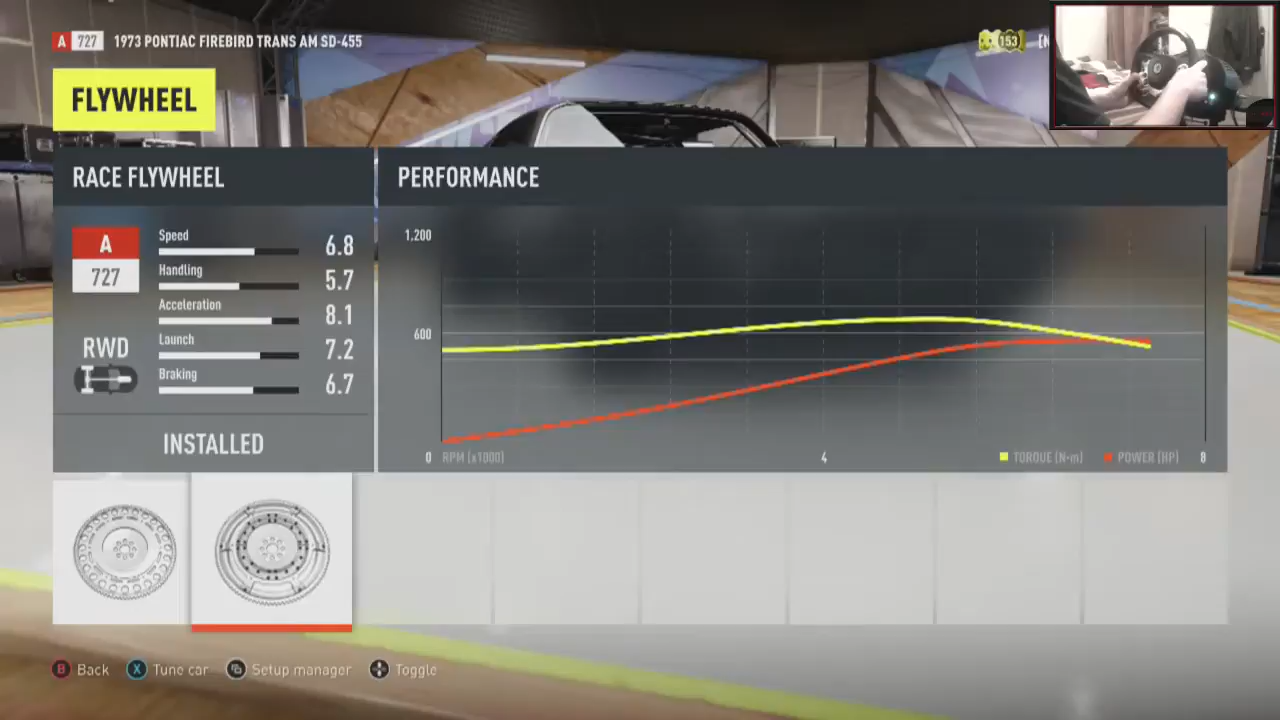 A 727 1973 PONTIAC FIREBIRD TRANS AM SD-455
153
FLYWHEEL
RACE FLYWHEEL
A
727
RWD
Speed 6.8
Handling 5.7
Acceleration 8.1
Launch 7.2
Braking 6.7
INSTALLED
PERFORMANCE
1,200
600
0 RPM (x1000) 4 TORQUE (N-m) POWER (HP) 8
B Back X Tune car Setup manager Toggle